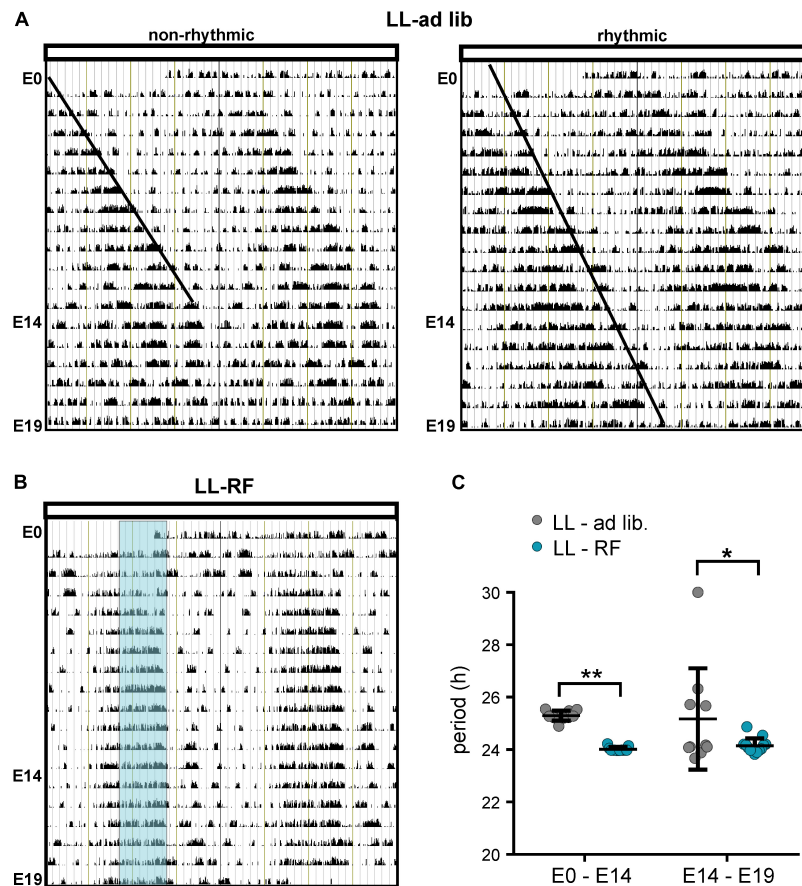 A
LL-ad lib
non-rhythmic
rhythmic
E0
E14
E19
E0
E14
E19
B
LL-RF
E0
E14
E19
C
LL - ad lib.
LL - RF
**
*
period (h)
30
28
26
24
22
20
E0 - E14
E14 - E19